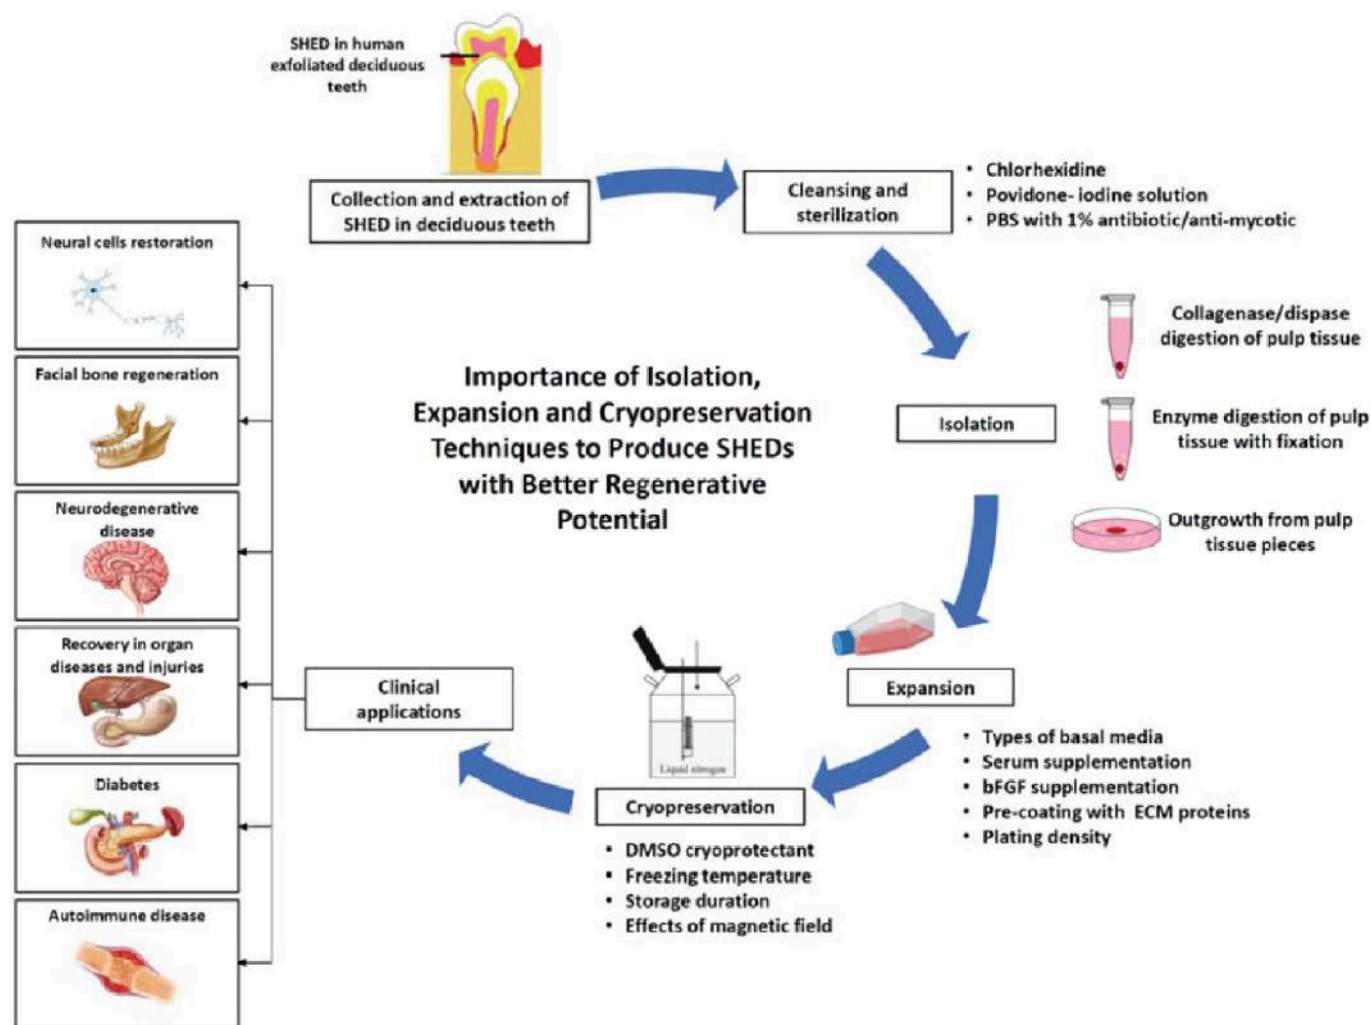 SHED in human
exfoliated deciduous
teeth
Collection and extraction of
SHED in deciduous teeth
Cleansing and
sterilization
• Chlorhexidine
• Povidone- iodine solution
• PBS with 1% antibiotic/anti-mycotic
Collagenase/dispase
digestion of pulp tissue
Isolation
Enzyme digestion of pulp
tissue with fixation
Outgrowth from pulp
tissue pieces
Importance of Isolation,
Expansion and Cryopreservation
Techniques to Produce SHEDs
with Better Regenerative
Potential
Expansion
• Types of basal media
• Serum supplementation
• bFGF supplementation
• Pre-coating with ECM proteins
• Plating density
Liquid nitrogen
Cryopreservation
• DMSO cryoprotectant
• Freezing temperature
• Storage duration
• Effects of magnetic field
Clinical
applications
Neural cells restoration
Facial bone regeneration
Neurodegenerative
disease
Recovery in organ
diseases and injuries
Diabetes
Autoimmune disease